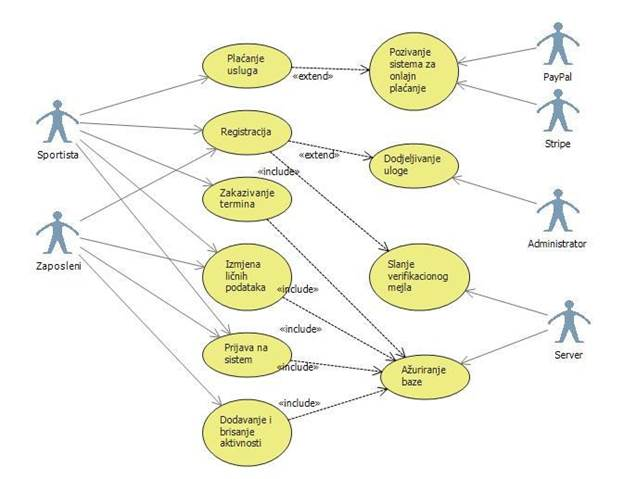 Plaćanje
usluga
«extend»
Pozivanje
sistema za
onlajn
plaćanje
PayPal
Stripe
Sportista
Registracija
«extend»
Dodjeljivanje
uloge
«include»
Zakazivanje
termina
Administrator
Zaposleni
Izmjena
ličnih
podataka
«include»
Slanje
verifikacionog
mejla
«include»
Server
Prijava na
sistem
«include»
Ažuriranje
baze
«include»
Dodavanje i
brisanje
aktivnosti